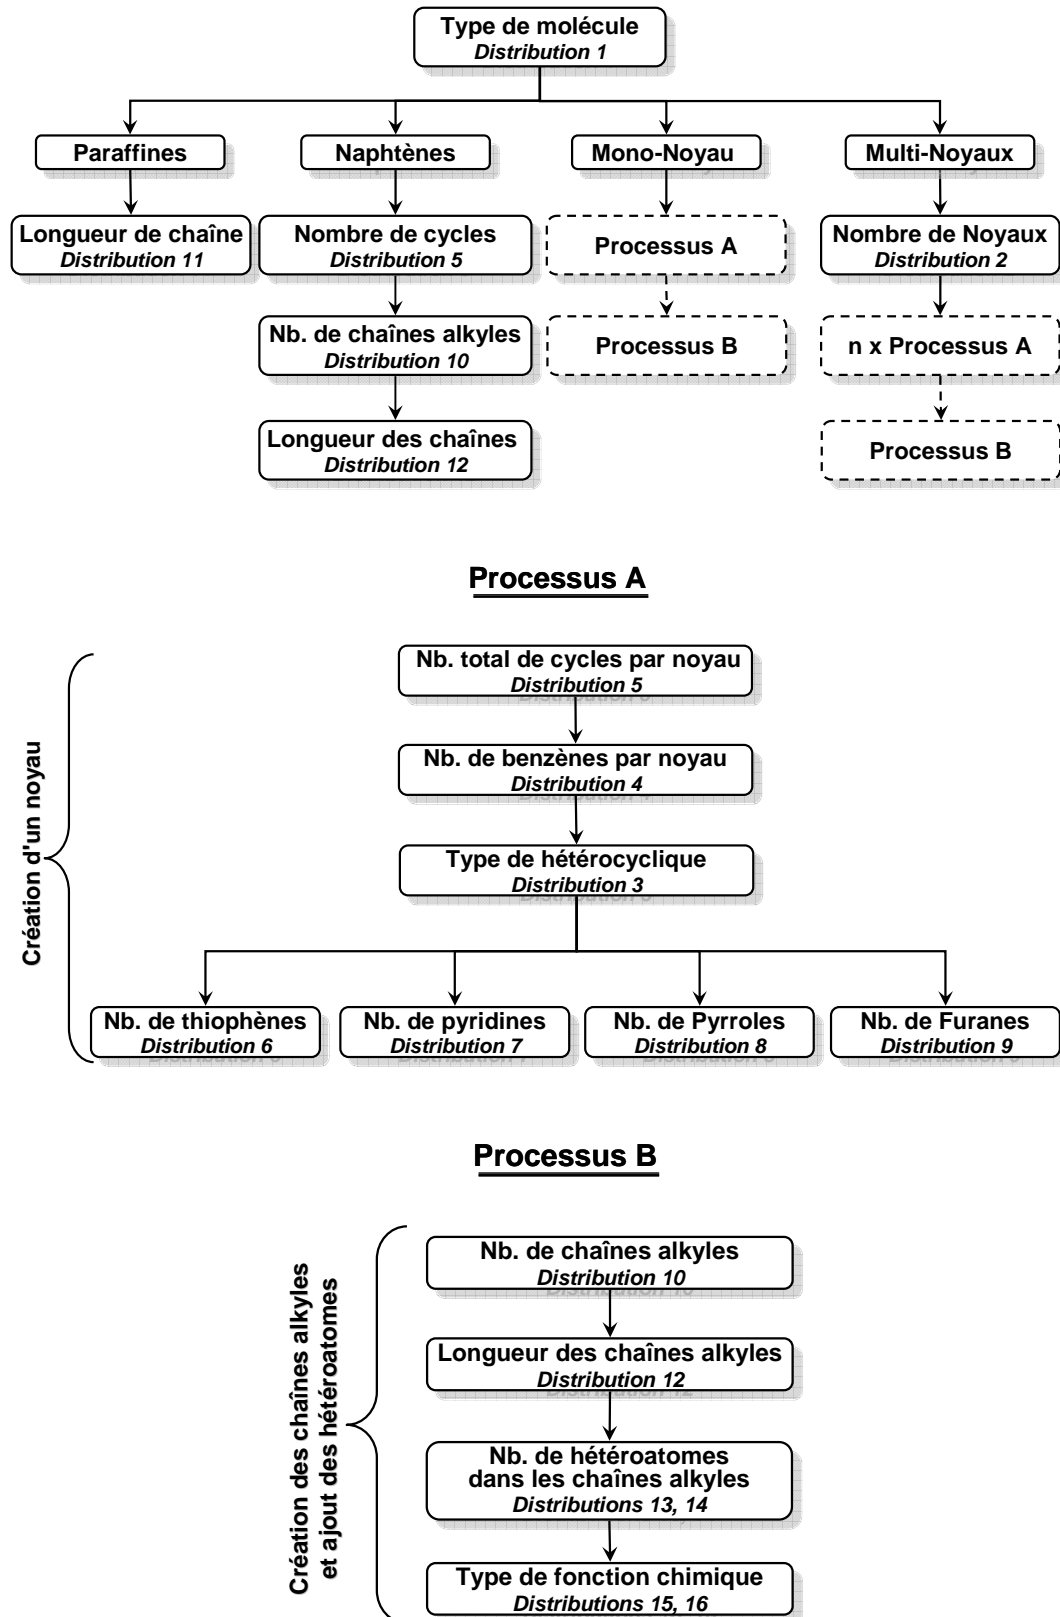 Type de molécule
Distribution 1
Paraffines
Naphtènes
Mono-Noyau
Multi-Noyaux
Longueur de chaîne
Distribution 11
Nombre de cycles
Distribution 5
Processus A
Nombre de Noyaux
Distribution 2
Nb. de chaînes alkyles
Distribution 10
Processus B
n x Processus A
Longueur des chaînes
Distribution 12
Processus B
Processus A
Création d'un noyau
Nb. total de cycles par noyau
Distribution 5
Nb. de benzènes par noyau
Distribution 4
Type de hétérocyclique
Distribution 3
Nb. de thiophènes
Distribution 6
Nb. de pyridines
Distribution 7
Nb. de Pyrroles
Distribution 8
Nb. de Furanes
Distribution 9
Processus B
Création des chaînes alkyles
et ajout des hétéroatomes
Nb. de chaînes alkyles
Distribution 10
Longueur des chaînes alkyles
Distribution 12
Nb. de hétéroatomes
dans les chaînes alkyles
Distributions 13, 14
Type de fonction chimique
Distributions 15, 16